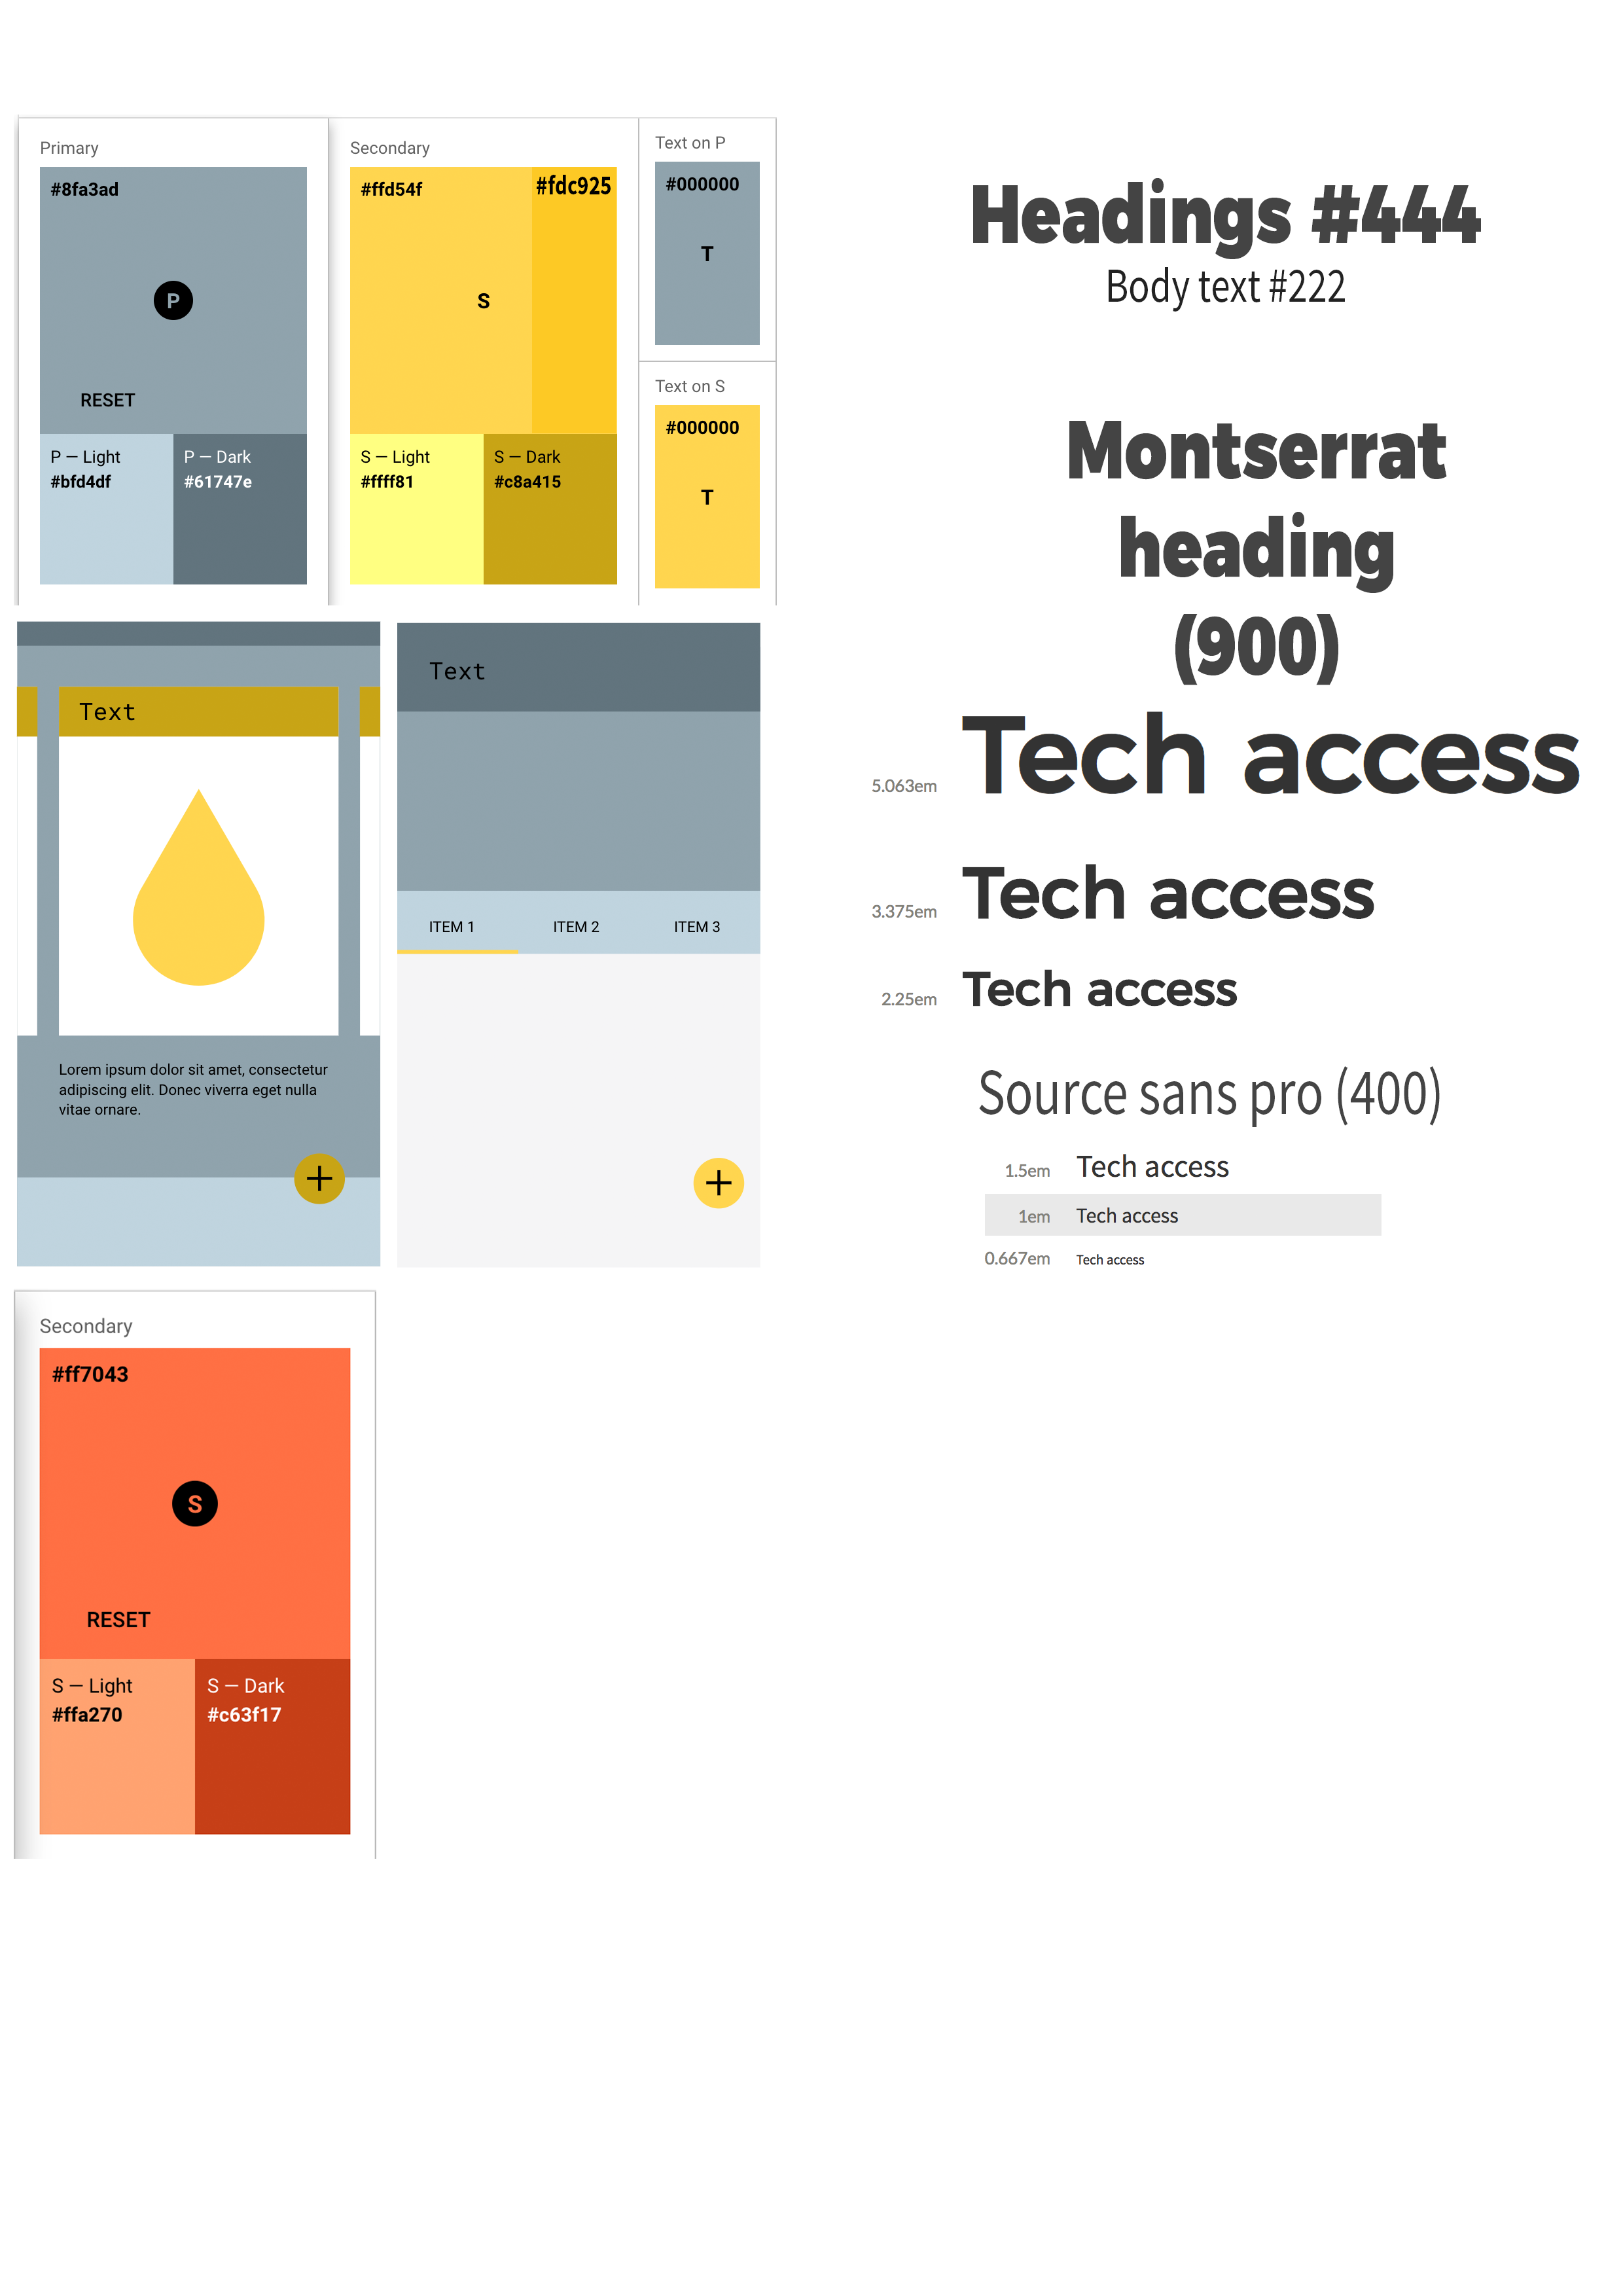 Primary
#8fa3ad
P
RESET
P — Light
#bfd4df
P — Dark
#61747e
Secondary
#ffd54f
#fdc925
S
S — Light
#ffff81
S — Dark
#c8a415
Text on P
#000000
T
Text on S
#000000
T
Text
Lorem ipsum dolor sit amet, consectetur
adipiscing elit. Donec viverra eget nulla
vitae ornare.
Text
ITEM 1
ITEM 2
ITEM 3
Secondary
#ff7043
S
RESET
S — Light
#ffa270
S — Dark
#c63f17
Headings #444
Body text #222
Montserrat
heading
(900)
5.063em Tech access
3.375em Tech access
2.25em Tech access
Source sans pro (400)
1.5em Tech access
1em Tech access
0.667em Tech access